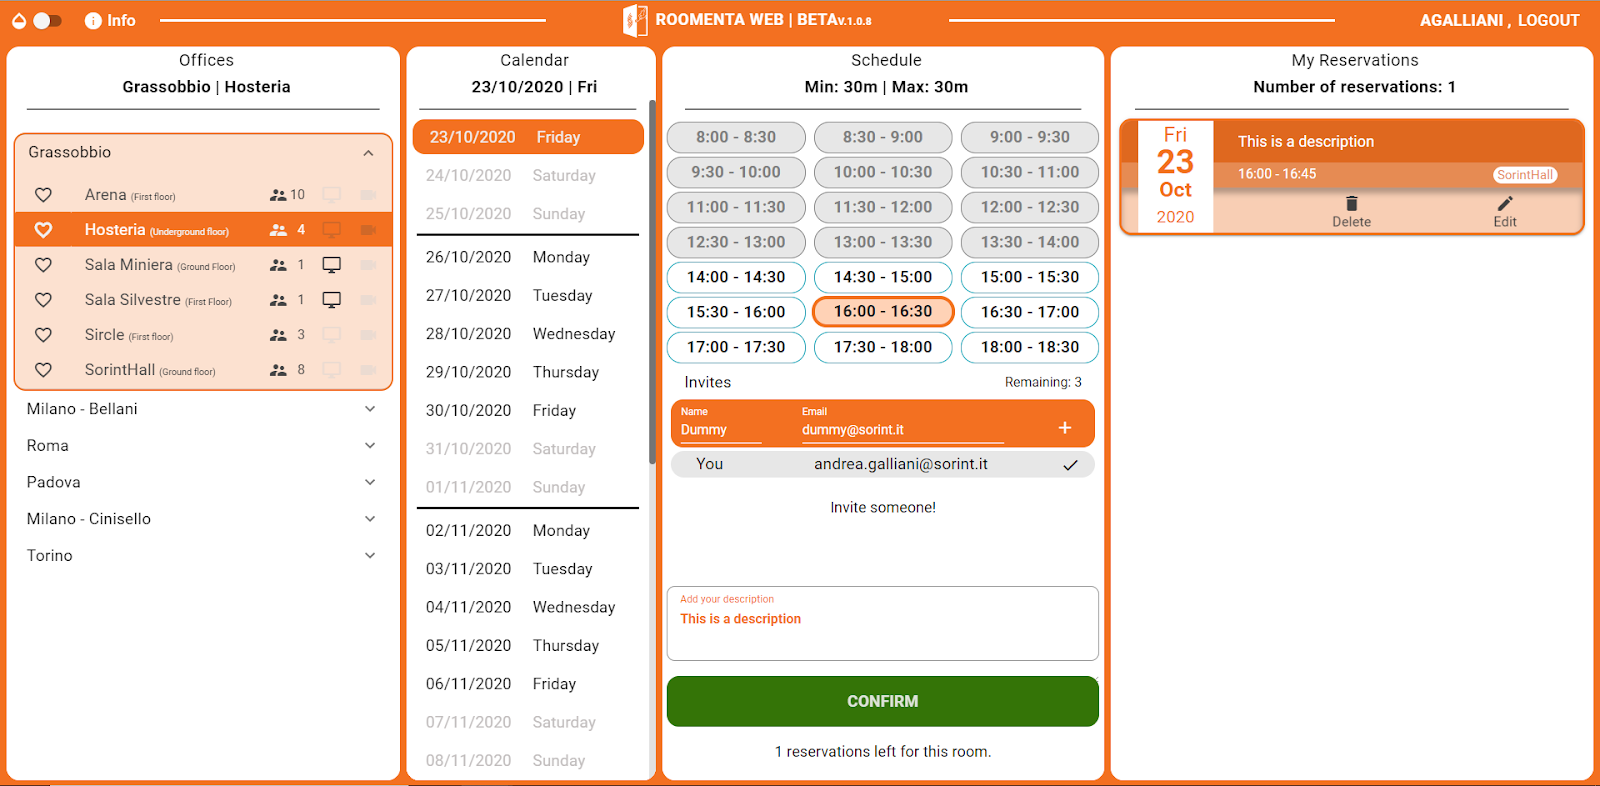 Info
ROOMENTA WEB | BETAV.1.0.8
AGALLIANI , LOGOUT
Offices
Grassobbio | Hosteria
Grassobbio
Arena (First floor) 10
Hosteria (Underground floor) 4
Sala Miniera (Ground Floor) 1
Sala Silvestre (First Floor) 1
Sircle (First floor) 3
SorintHall (Ground floor) 8
Milano - Bellani
Roma
Padova
Milano - Cinisello
Torino
Calendar
23/10/2020 | Fri
23/10/2020 Friday
24/10/2020 Saturday
25/10/2020 Sunday
26/10/2020 Monday
27/10/2020 Tuesday
28/10/2020 Wednesday
29/10/2020 Thursday
30/10/2020 Friday
31/10/2020 Saturday
01/11/2020 Sunday
02/11/2020 Monday
03/11/2020 Tuesday
04/11/2020 Wednesday
05/11/2020 Thursday
06/11/2020 Friday
07/11/2020 Saturday
08/11/2020 Sunday
Schedule
Min: 30m | Max: 30m
8:00 - 8:30 8:30 - 9:00 9:00 - 9:30
9:30 - 10:00 10:00 - 10:30 10:30 - 11:00
11:00 - 11:30 11:30 - 12:00 12:00 - 12:30
12:30 - 13:00 13:00 - 13:30 13:30 - 14:00
14:00 - 14:30 14:30 - 15:00 15:00 - 15:30
15:30 - 16:00 16:00 - 16:30 16:30 - 17:00
17:00 - 17:30 17:30 - 18:00 18:00 - 18:30
Invites Remaining: 3
Name Email
Dummy dummy@sorint.it +
You andrea.galliani@sorint.it
Invite someone!
Add your description
This is a description
CONFIRM
1 reservations left for this room.
My Reservations
Number of reservations: 1
Fri
23
Oct
2020
This is a description
16:00 - 16:45 SorintHall
Delete Edit